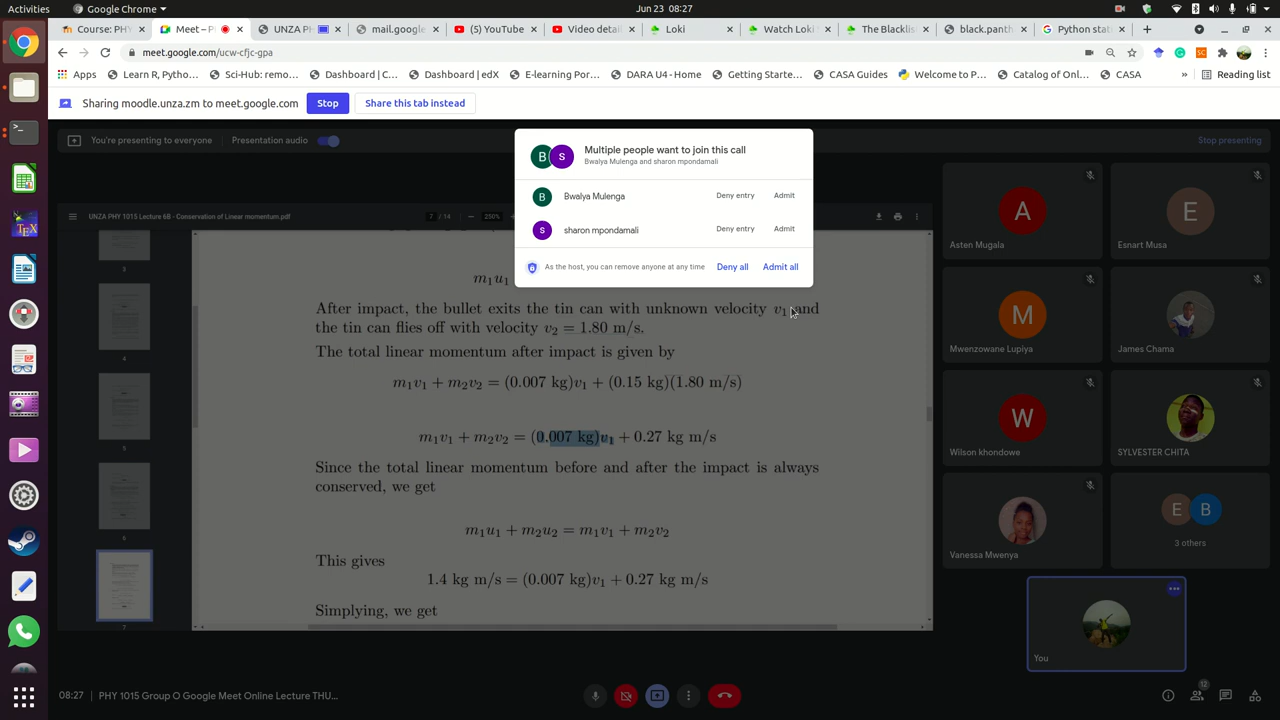 Activities
Google Chrome
Jun 23 08:27
Course: PHY
Meet – P
UNZA PH
mail.google
(S) YouTube
Video detai
Loki
Watch Loki
The Blacklis
black.panth
Python stat
meet.google.com/ucw-cfjc-gpa
Apps
Learn R, Pytho...
Sci-Hub: remo...
Dashboard | C...
Dashboard | edX
E-learning Por...
DARA U4 - Home
Getting Starte...
CASA Guides
Welcome to P...
Catalog of Onl...
CASA
»
Reading list
Sharing moodle.unza.zm to meet.google.com
Stop
Share this tab instead
You're presenting to everyone
Presentation audio
Stop presenting
B S
Multiple people want to join this call
Bwalya Mulenga and sharon mpondamali
B
Bwalya Mulenga
Deny entry
Admit
s
sharon mpondamali
Deny entry
Admit
As the host, you can remove anyone at any time
Deny all
Admit all
UNZA PHY 1015 Lecture 6B - Conservation of Linear momentum.pdf
7 / 14
250%
3
4
5
6
7
m₁u₁
After impact, the bullet exits the tin can with unknown velocity v₁ and
the tin can flies off with velocity v₂ = 1.80 m/s.
The total linear momentum after impact is given by
m₁v₁ + m₂v₂ = (0.007 kg)v₁ + (0.15 kg)(1.80 m/s)
m₁v₁ + m₂v₂ = (0.007 kg)v₁ + 0.27 kg m/s
Since the total linear momentum before and after the impact is always
conserved, we get
m₁u₁ + m₂u₂ = m₁v₁ + m₂v₂
This gives
1.4 kg m/s = (0.007 kg)v₁ + 0.27 kg m/s
Simplying, we get
A
Asten Mugala
E
Esnart Musa
M
Mwenzowane Lupiya
James Chama
W
Wilson khondowe
SYLVESTER CHITA
Vanessa Mwenya
E B
3 others
You
08:27 | PHY 1015 Group O Google Meet Online Lecture THU...
12